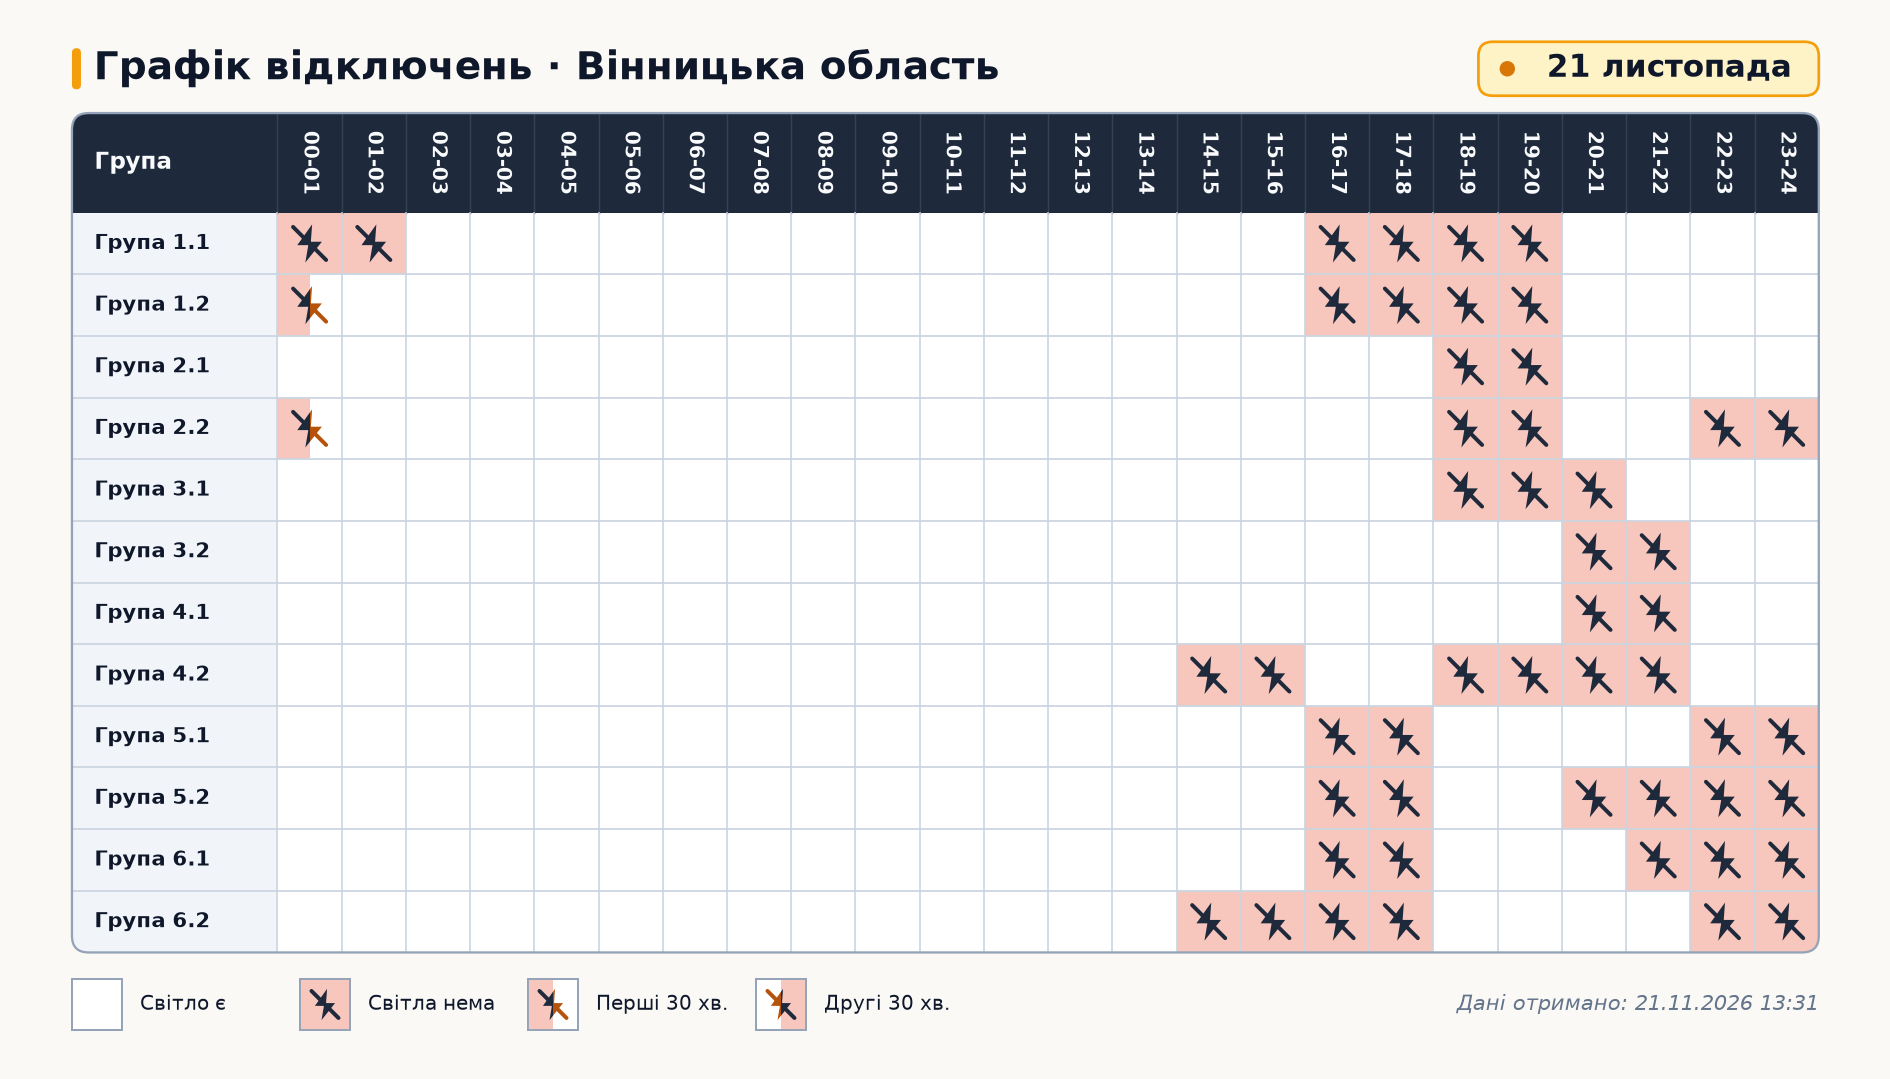 Графік відключень · Вінницька область
21 листопада
Група 00-01 01-02 02-03 03-04 04-05 05-06 06-07 07-08 08-09 09-10 10-11 11-12 12-13 13-14 14-15 15-16 16-17 17-18 18-19 19-20 20-21 21-22 22-23 23-24
Група 1.1
Група 1.2
Група 2.1
Група 2.2
Група 3.1
Група 3.2
Група 4.1
Група 4.2
Група 5.1
Група 5.2
Група 6.1
Група 6.2
Світло є Світла нема Перші 30 хв. Другі 30 хв.
Дані отримано: 21.11.2026 13:31